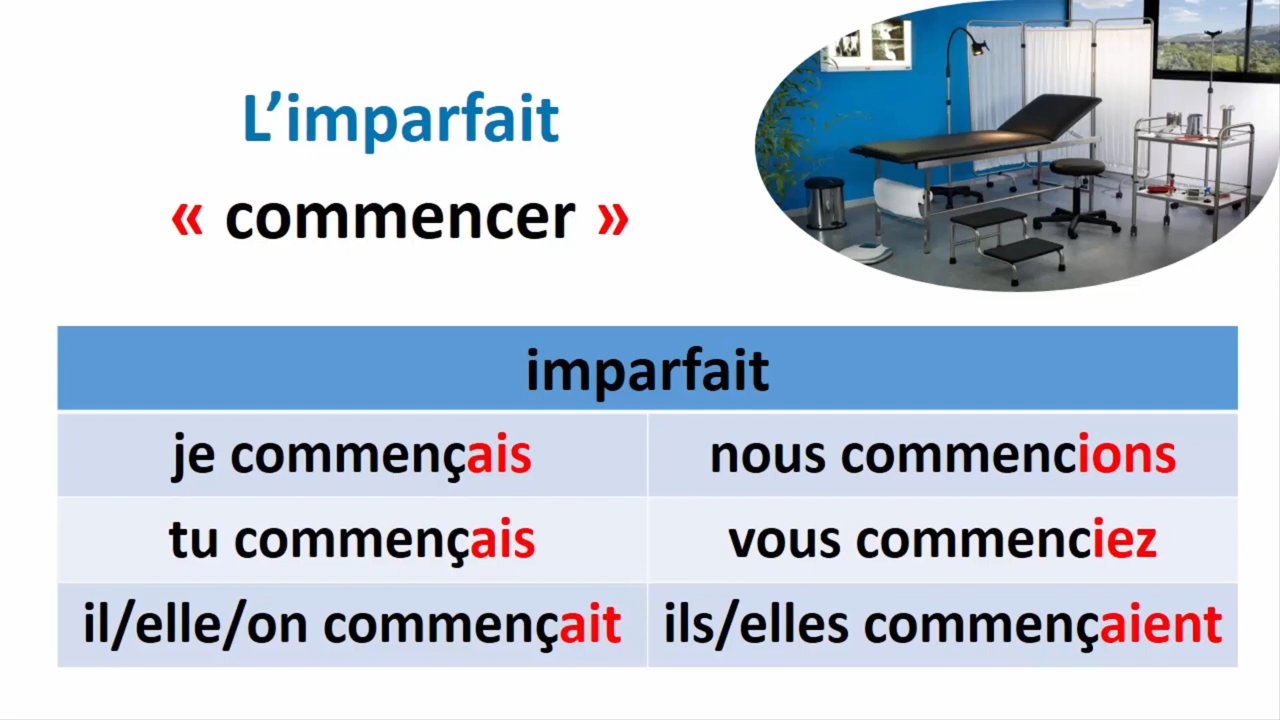 L'imparfait
« commencer »
imparfait
je commençais
nous commencions
tu commençais
vous commenciez
il/elle/on commençait
ils/elles commençaient